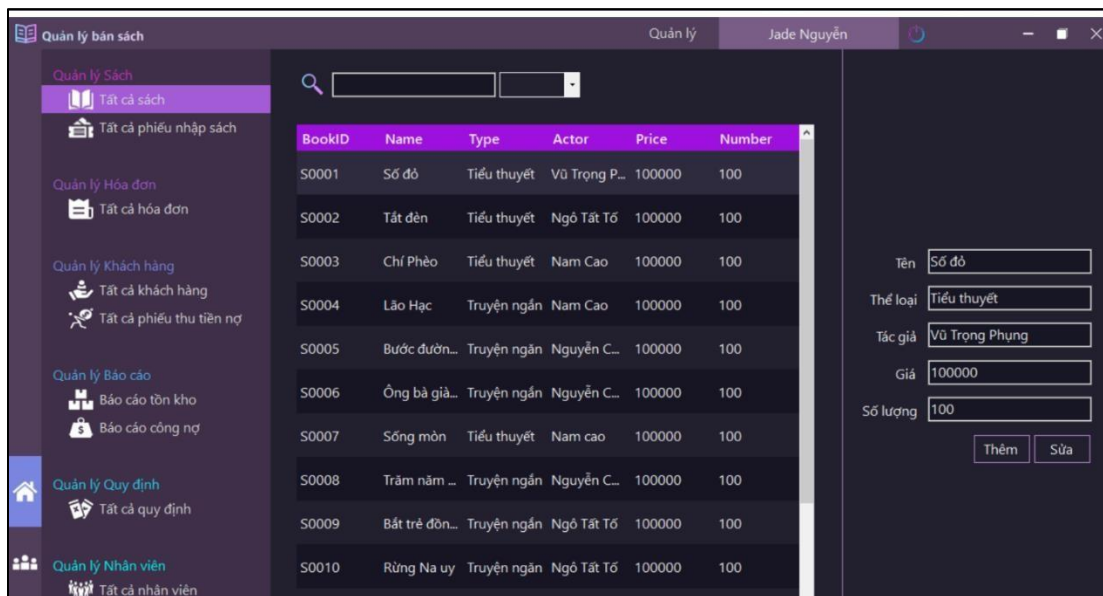 Quản lý bán sách Quản lý Jade Nguyễn
Quản lý Sách
Tất cả sách
Tất cả phiếu nhập sách
Quản lý Hóa đơn
Tất cả hóa đơn
Quản lý Khách hàng
Tất cả khách hàng
Tất cả phiếu thu tiền nợ
Quản lý Báo cáo
Báo cáo tồn kho
Báo cáo công nợ
Quản lý Quy định
Tất cả quy định
Quản lý Nhân viên
Tất cả nhân viên
BookID Name Type Actor Price Number
S0001 Số đỏ Tiểu thuyết Vũ Trọng P... 100000 100
S0002 Tắt đèn Tiểu thuyết Ngô Tất Tố 100000 100
S0003 Chí Phèo Tiểu thuyết Nam Cao 100000 100
S0004 Lão Hạc Truyện ngắn Nam Cao 100000 100
S0005 Bước đườn... Truyện ngắn Nguyễn C... 100000 100
S0006 Ông bà già... Truyện ngắn Nguyễn C... 100000 100
S0007 Sống mòn Tiểu thuyết Nam cao 100000 100
S0008 Trăm năm ... Truyện ngắn Nguyễn C... 100000 100
S0009 Bắt trẻ đồn... Truyện ngắn Ngô Tất Tố 100000 100
S0010 Rừng Na uy Truyện ngắn Ngô Tất Tố 100000 100
Tên Số đỏ
Thể loại Tiểu thuyết
Tác giả Vũ Trọng Phụng
Giá 100000
Số lượng 100
Thêm Sửa